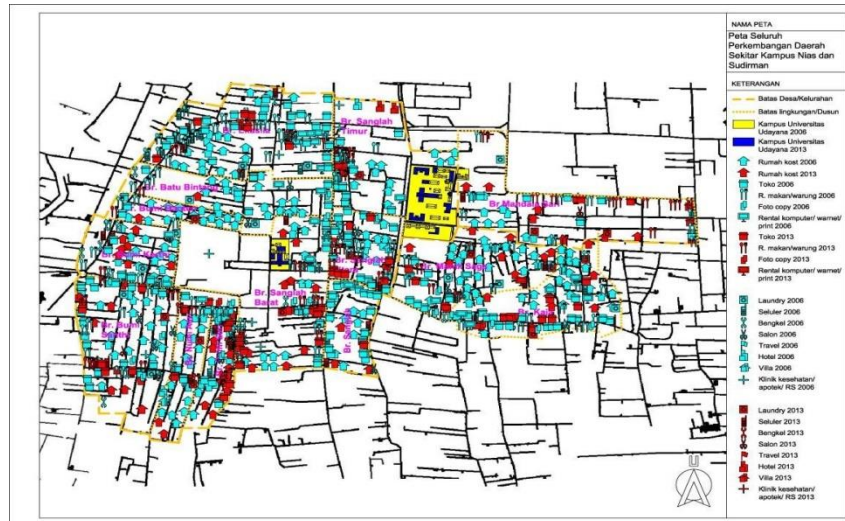 NAMA PETA
Peta Seluruh
Perkembangan Daerah
Sekitar Kampus Nias dan
Sudirman
KETERANGAN
Batas Desa/Kelurahan
Batas lingkungan/Dusun
Kampus Universitas
Udayana 2006
Kampus Universitas
Udayana 2013
Rumah kost 2006
Rumah kost 2013
Toko 2006
R. makan/warung 2006
Foto copy 2006
Rental komputer/ warnet/
print 2006
Toko 2013
R. makan/warung 2013
Foto copy 2013
Rental komputer/ warnet/
print 2013
Laundry 2006
Seluler 2006
Bengkel 2006
Salon 2006
Travel 2006
Hotel 2006
Villa 2006
Klinik kesehatan/
apotek/ RS 2006
Laundry 2013
Seluler 2013
Bengkel 2013
Salon 2013
Travel 2013
Hotel 2013
Villa 2013
Klinik kesehatan/
apotek/ RS 2013
U
Br. Sanglah
Timur
Br. Batu Bintang
Br. Sanglah
Barat
Br. Bumi